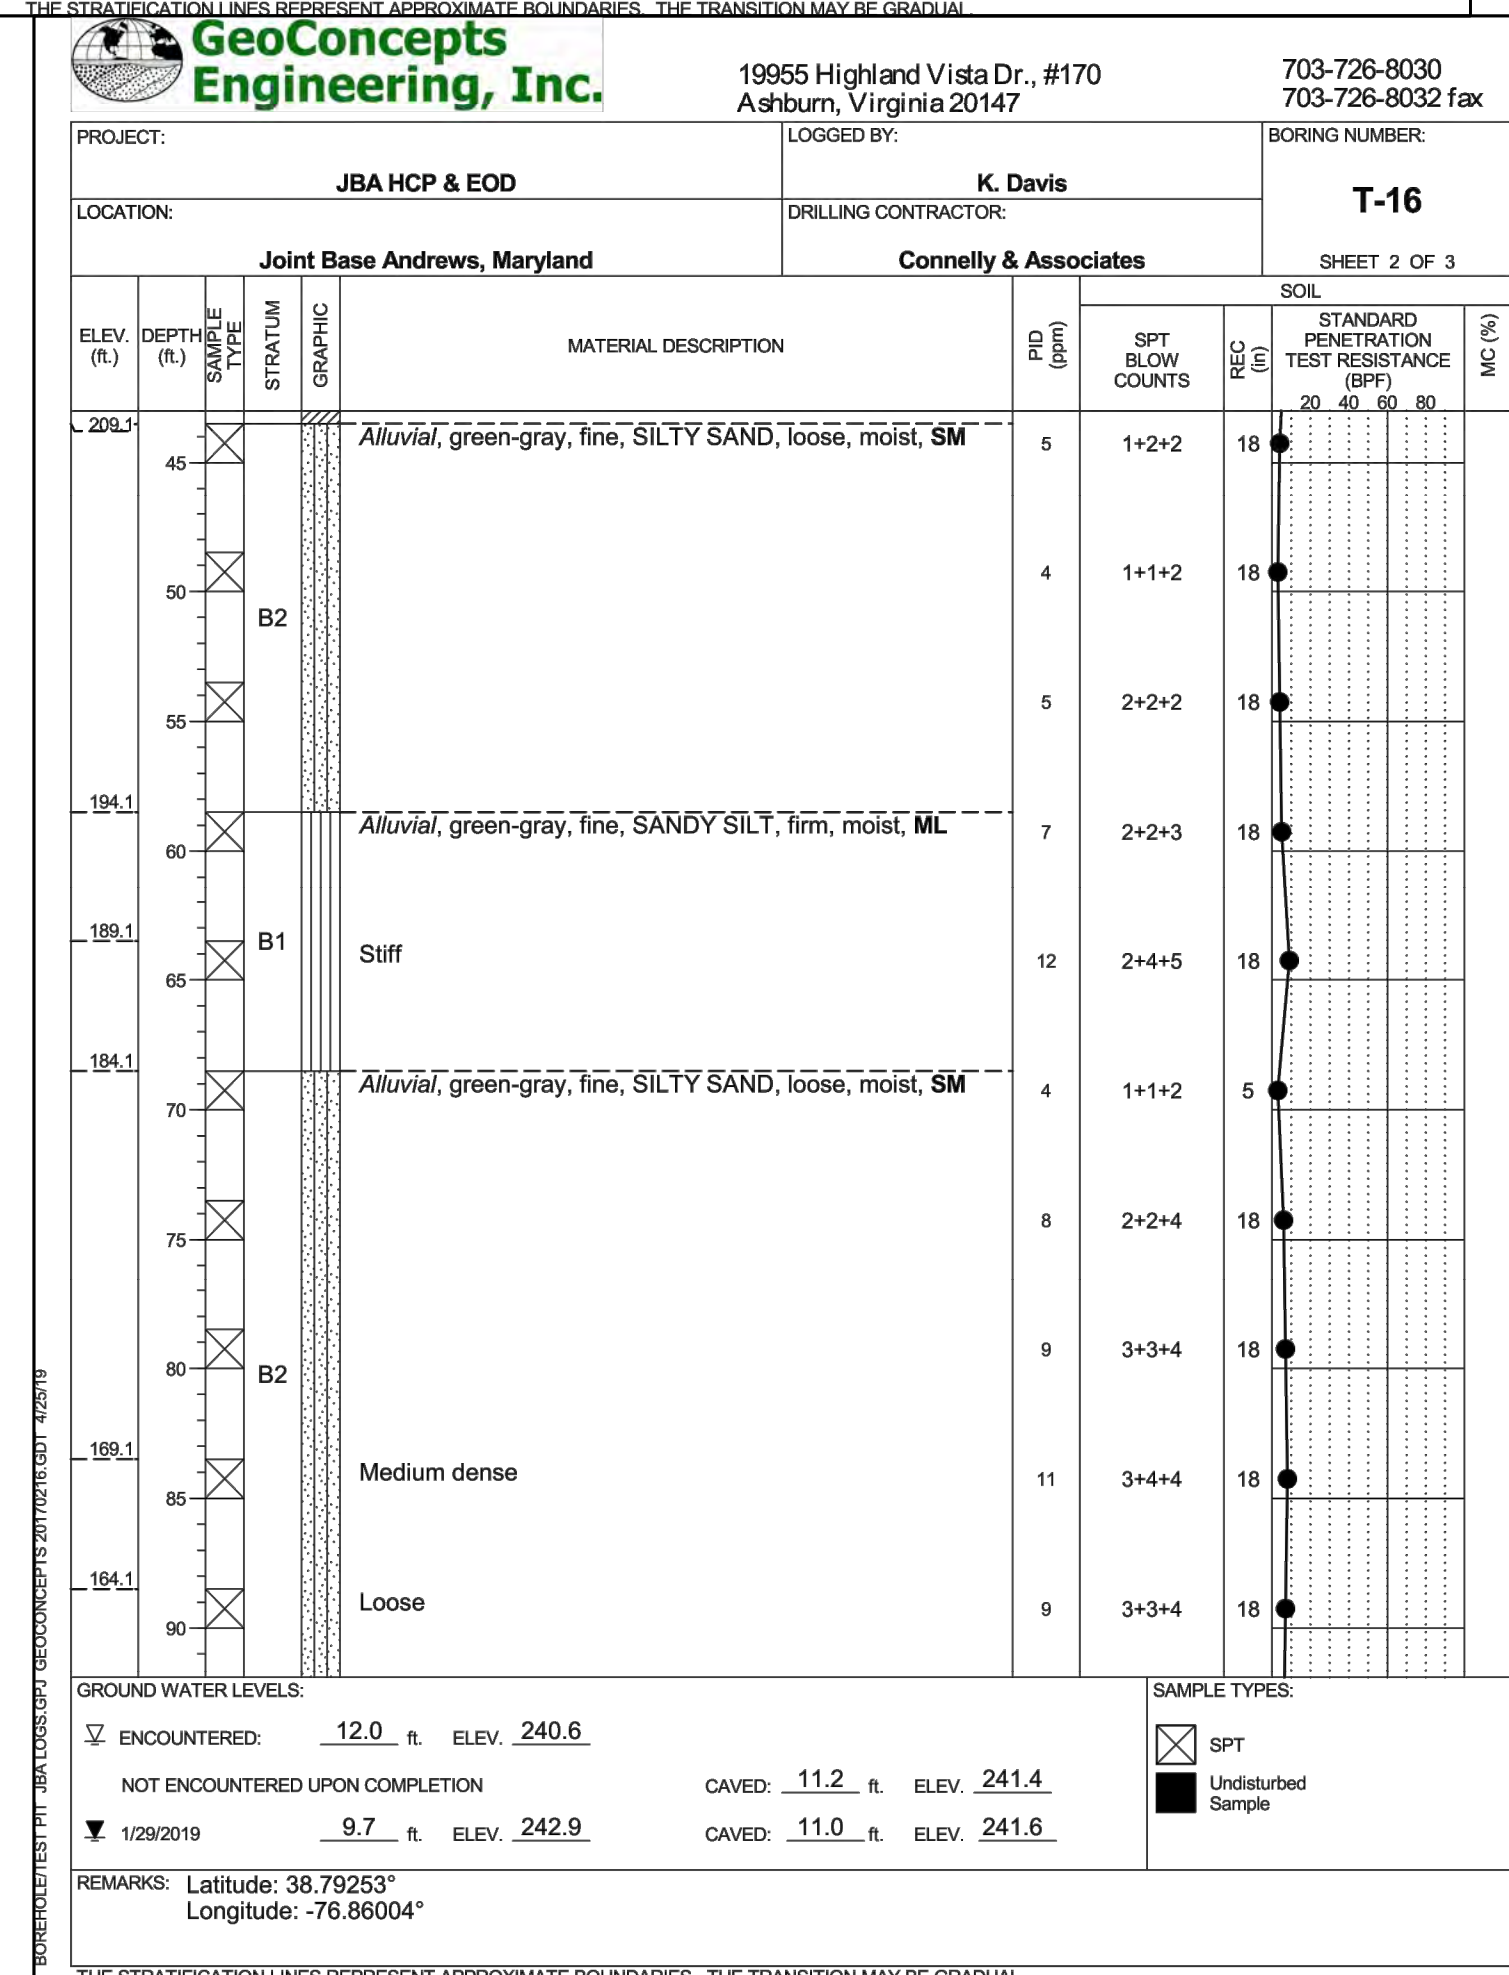 THE STRATIFICATION LINES REPRESENT APPROXIMATE BOUNDARIES. THE TRANSITION MAY BE GRADUAL.
GeoConcepts
Engineering, Inc.
19955 Highland Vista Dr., #170
Ashburn, Virginia 20147
703-726-8030
703-726-8032 fax
PROJECT:
JBA HCP & EOD
LOGGED BY:
K. Davis
BORING NUMBER:
T-16
LOCATION:
Joint Base Andrews, Maryland
DRILLING CONTRACTOR:
Connelly & Associates
SHEET 2 OF 3
ELEV. (ft.)
DEPTH (ft.)
SAMPLE TYPE
STRATUM
GRAPHIC
MATERIAL DESCRIPTION
PID (ppm)
SOIL
SPT BLOW COUNTS
REC (in)
STANDARD PENETRATION TEST RESISTANCE (BPF)
20 40 60 80
MC (%)
209.1 Alluvial, green-gray, fine, SILTY SAND, loose, moist, SM 5 1+2+2 18
45
4 1+1+2 18
50
B2
5 2+2+2 18
55
194.1 Alluvial, green-gray, fine, SANDY SILT, firm, moist, ML 7 2+2+3 18
60
189.1 B1 Stiff 12 2+4+5 18
65
184.1 Alluvial, green-gray, fine, SILTY SAND, loose, moist, SM 4 1+1+2 5
70
8 2+2+4 18
75
9 3+3+4 18
80 B2
169.1 Medium dense 11 3+4+4 18
85
164.1 Loose 9 3+3+4 18
90
GROUND WATER LEVELS:
ENCOUNTERED: 12.0 ft. ELEV. 240.6
NOT ENCOUNTERED UPON COMPLETION CAVED: 11.2 ft. ELEV. 241.4
1/29/2019 9.7 ft. ELEV. 242.9 CAVED: 11.0 ft. ELEV. 241.6
SAMPLE TYPES:
SPT
Undisturbed
Sample
REMARKS: Latitude: 38.79253°
Longitude: -76.86004°
BOREHOLE/TEST PIT JBA LOGS.GPJ GEOCONCEPTS 20170216.GDT 4/25/19
THE STRATIFICATION LINES REPRESENT APPROXIMATE BOUNDARIES. THE TRANSITION MAY BE GRADUAL.